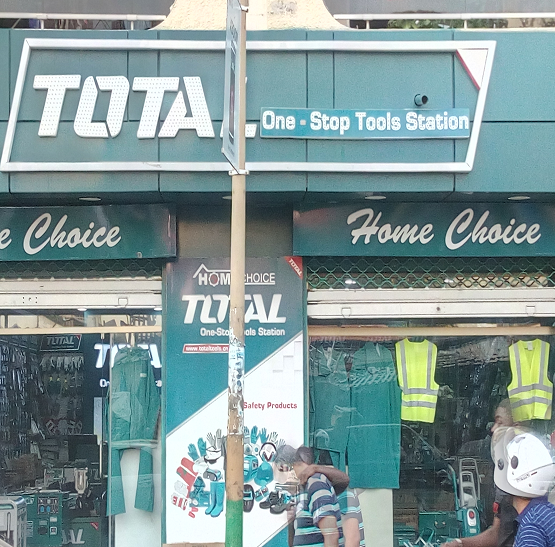 TOTAL
One - Stop Tools Station
e Choice
Home Choice
HOME CHOICE
TOTAL
TOTAL
One-Stop Tools Station
www.totaltools.cn
Safety Products
TOTAL
TOTA